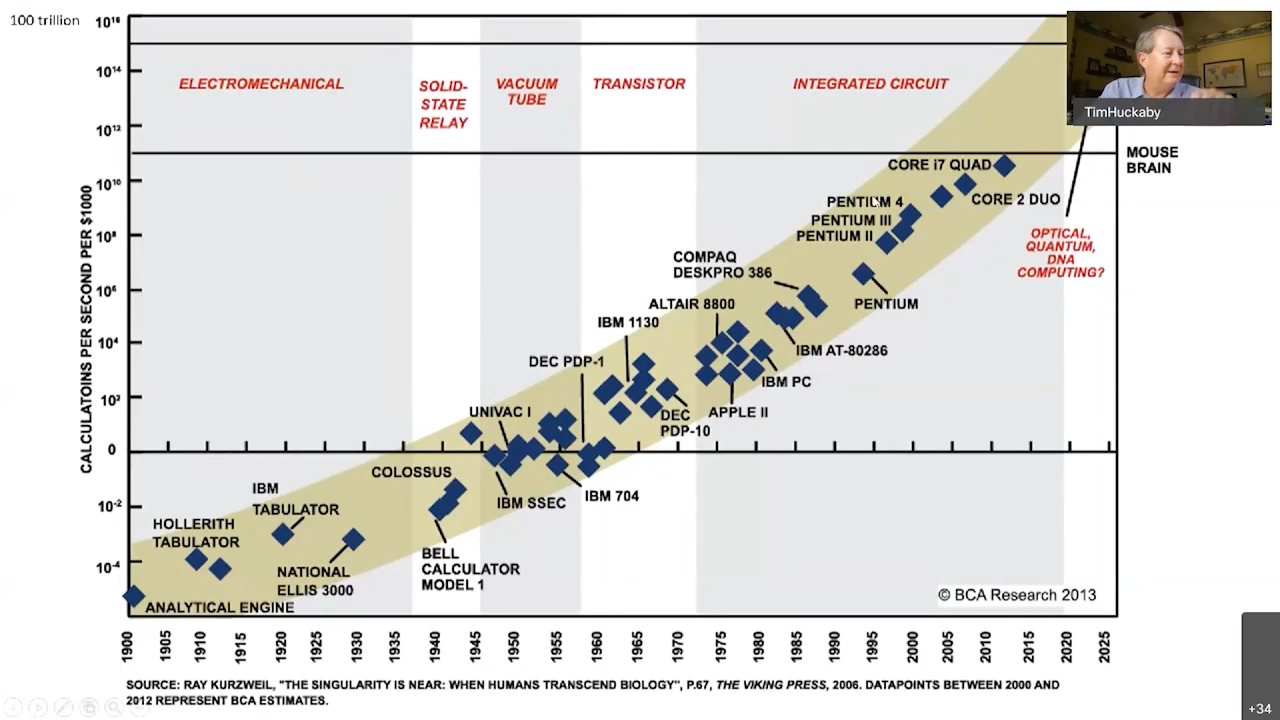 100 trillion
10¹⁶
10¹⁴
10¹²
10¹⁰
10⁸
10⁶
10⁴
10²
0
10⁻²
10⁻⁴
CALCULATOINS PER SECOND PER $1000
ELECTROMECHANICAL
SOLID-
STATE
RELAY
VACUUM
TUBE
TRANSISTOR
INTEGRATED CIRCUIT
TimHuckaby
MOUSE
BRAIN
CORE i7 QUAD
CORE 2 DUO
PENTIUM 4
PENTIUM III
PENTIUM II
OPTICAL,
QUANTUM,
DNA
COMPUTING?
COMPAQ
DESKPRO 386
PENTIUM
ALTAIR 8800
IBM 1130
IBM AT-80286
DEC PDP-1
IBM PC
UNIVAC I
DEC
PDP-10
APPLE II
COLOSSUS
IBM
TABULATOR
IBM SSEC
IBM 704
HOLLERITH
TABULATOR
NATIONAL
ELLIS 3000
BELL
CALCULATOR
MODEL 1
ANALYTICAL ENGINE
© BCA Research 2013
1900
1905
1910
1915
1920
1925
1930
1935
1940
1945
1950
1955
1960
1965
1970
1975
1980
1985
1990
1995
2000
2005
2010
2015
2020
2025
SOURCE: RAY KURZWEIL, "THE SINGULARITY IS NEAR: WHEN HUMANS TRANSCEND BIOLOGY", P.67, THE VIKING PRESS, 2006. DATAPOINTS BETWEEN 2000 AND
2012 REPRESENT BCA ESTIMATES.
+34